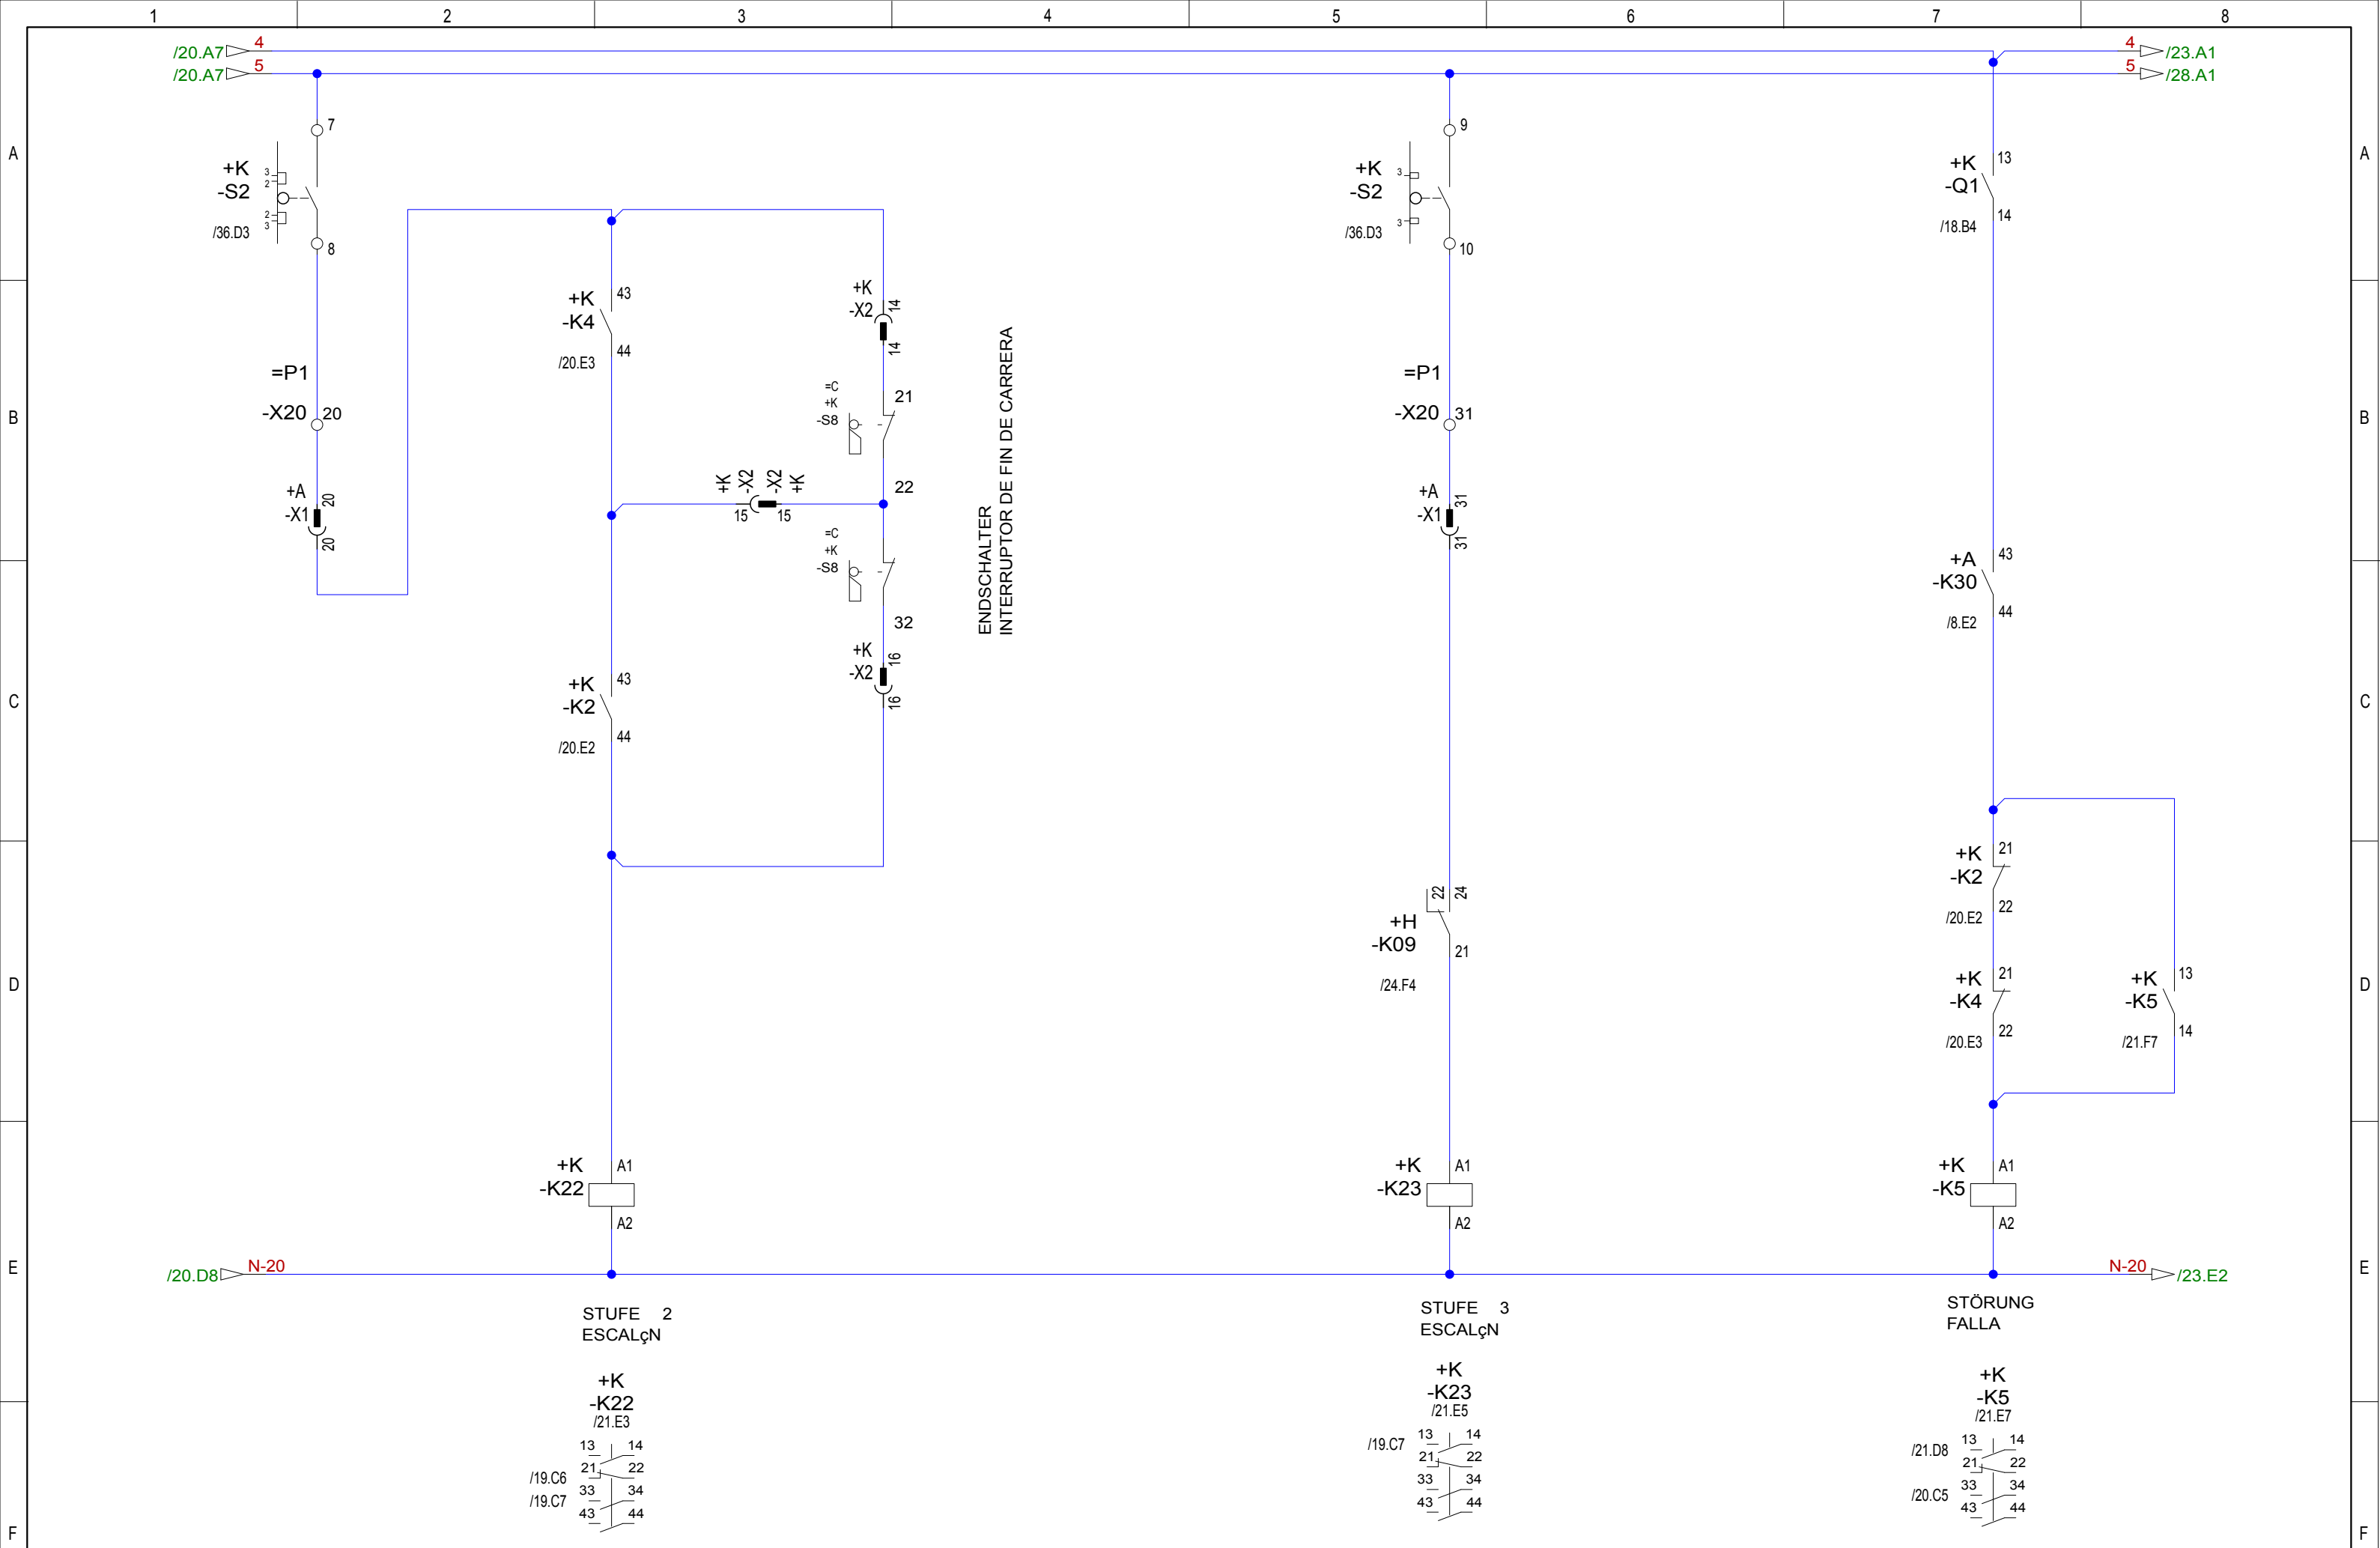 1 2 3 4 5 6 7 8
/20.A7 4
4 /23.A1
/20.A7 5
5 /28.A1
A
A
7
+K
-S2
3
2
2
3
/36.D3
8
9
+K
-S2
3
3
/36.D3
10
+K
-Q1
13
14
/18.B4
B
B
+K
-K4
43
44
/20.E3
+K
-X2
14
14
=C
+K
-S8
21
22
=P1
-X20 20
+A
-X1
20
20
+K
-X2
-X2
+K
15 15
=C
+K
-S8
32
+K
-X2
16
16
ENDSCHALTER
INTERRUPTOR DE FIN DE CARRERA
=P1
-X20 31
+A
-X1
31
31
+A
-K30
43
44
/8.E2
C
C
+K
-K2
43
44
/20.E2
D
D
22 24
+H
-K09
21
/24.F4
+K
-K2
21
22
/20.E2
+K
-K4
21
22
/20.E3
+K
-K5
13
14
/21.F7
E
E
+K
-K22
A1
A2
+K
-K23
A1
A2
+K
-K5
A1
A2
/20.D8 N-20
N-20 /23.E2
STUFE 2
ESCALçN
STUFE 3
ESCALçN
STÖRUNG
FALLA
F
F
+K
-K22
/21.E3
13 14
/19.C6 21 22
/19.C7 33 34
43 44
+K
-K23
/21.E5
/19.C7 13 14
21 22
33 34
43 44
+K
-K5
/21.E7
/21.D8 13 14
21 22
/20.C5 33 34
43 44